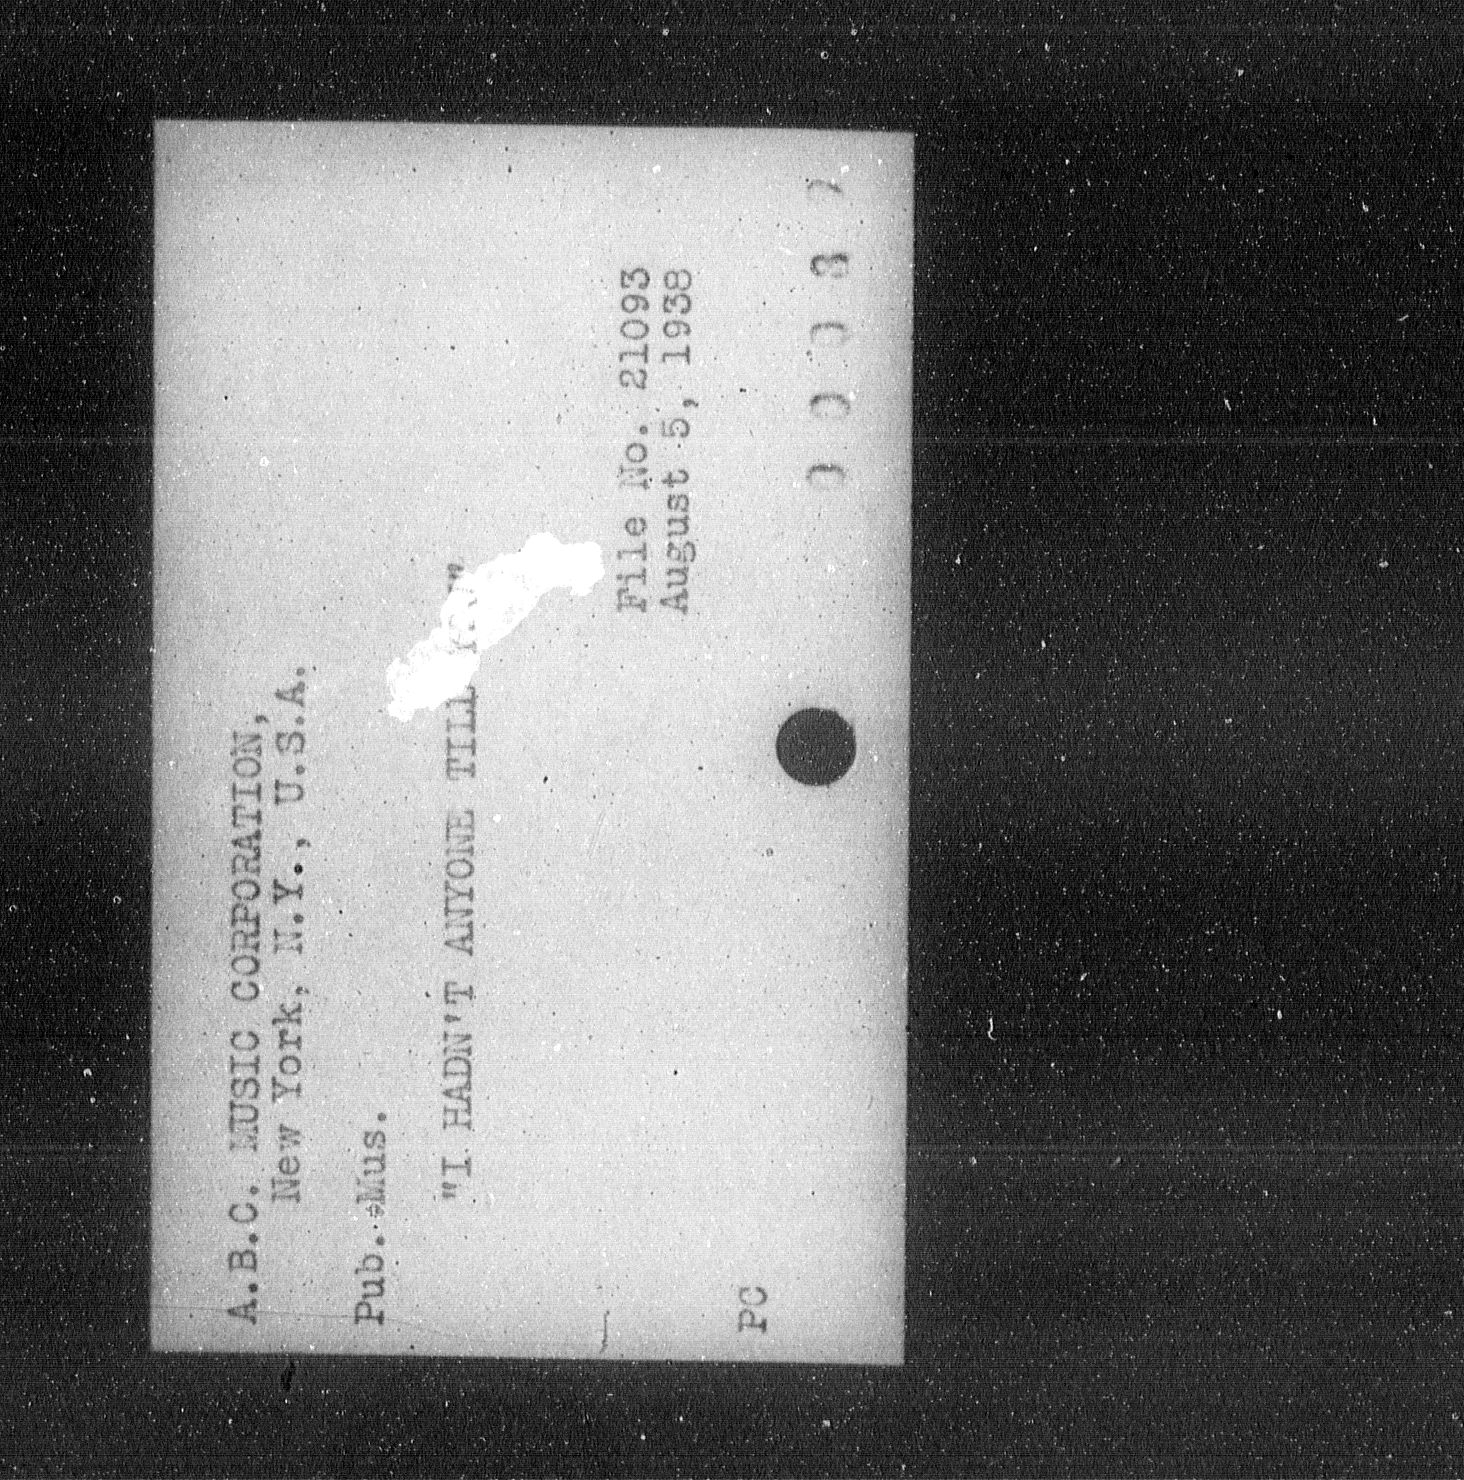 A.B.C. MUSIC CORPORATION,
New York, N.Y., U.S.A.
Pub.-Mus.
"I HADN'T ANYONE TILL
File No. 21093
August 5, 1938
PC